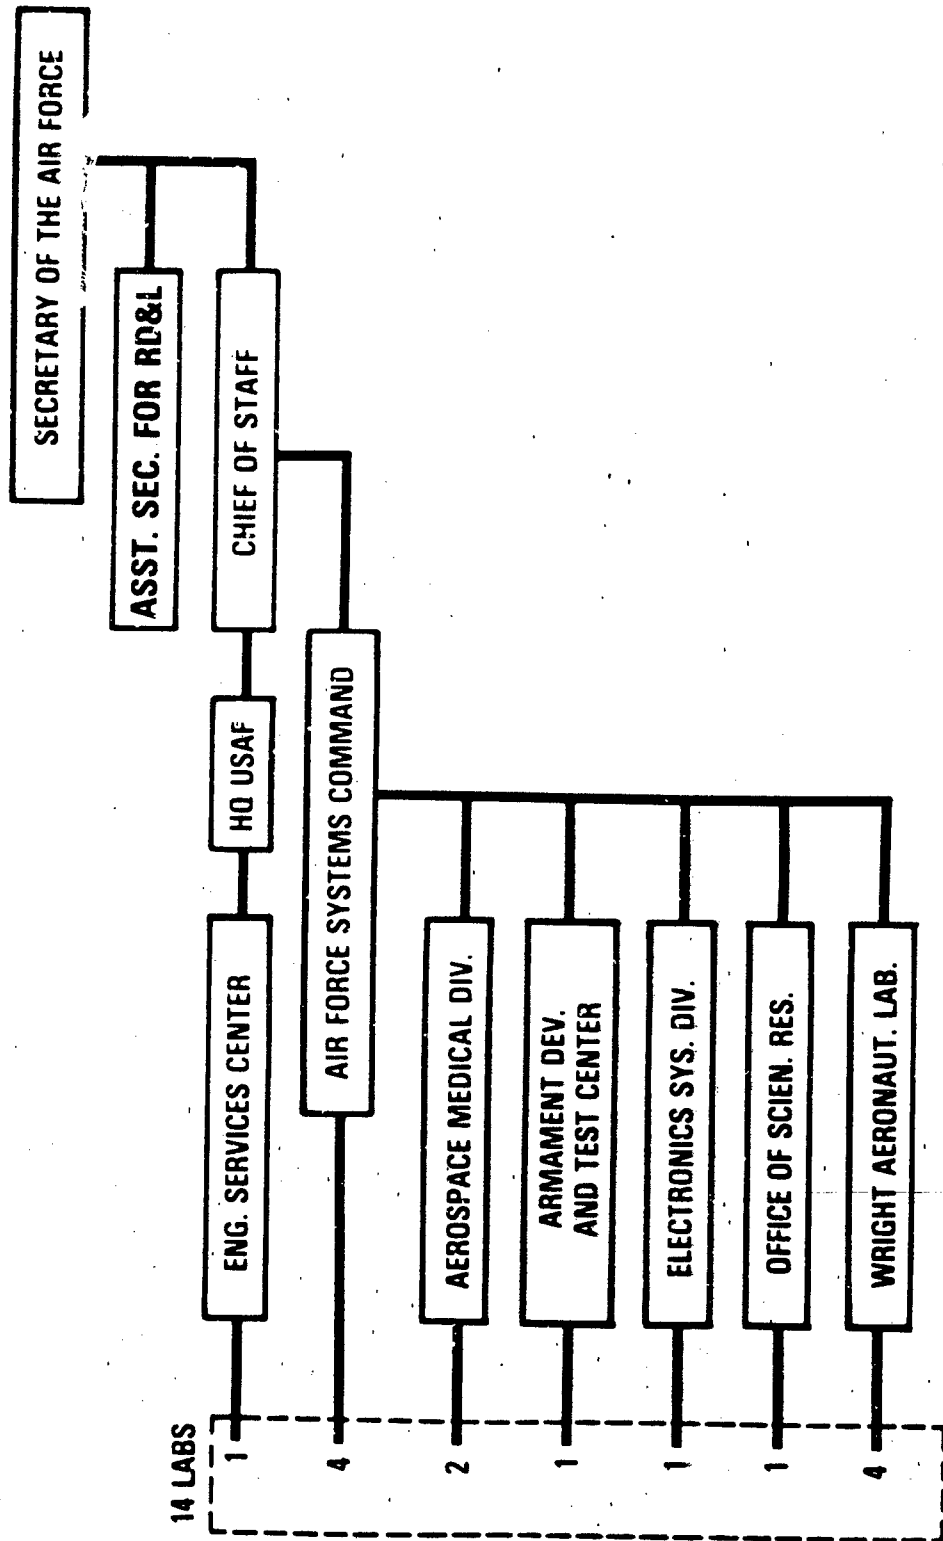 SECRETARY OF THE AIR FORCE
ASST. SEC. FOR RD&L
CHIEF OF STAFF
HQ USAF
ENG. SERVICES CENTER
AIR FORCE SYSTEMS COMMAND
AEROSPACE MEDICAL DIV.
ARMAMENT DEV.
AND TEST CENTER
ELECTRONICS SYS. DIV.
OFFICE OF SCIEN. RES.
WRIGHT AERONAUT. LAB.
14 LABS
1
4
2
1
1
1
4